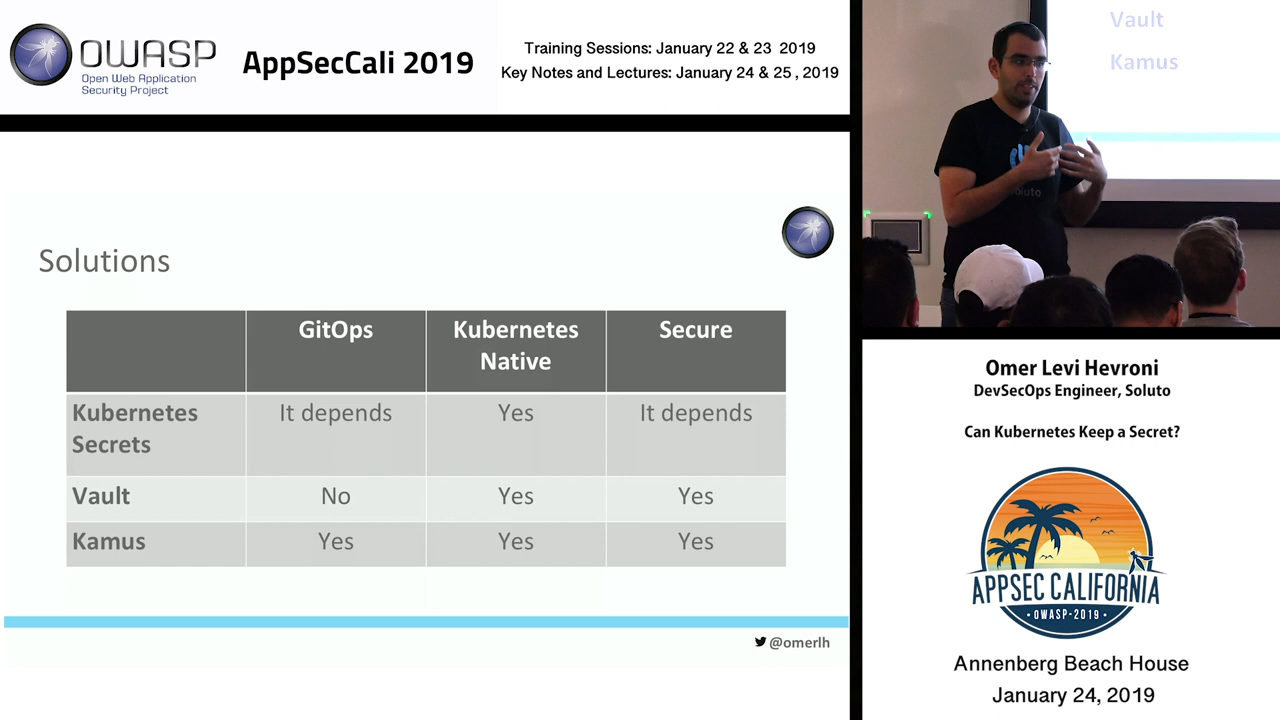 OWASP
Open Web Application
Security Project
AppSecCali 2019
Training Sessions: January 22 & 23 2019
Key Notes and Lectures: January 24 & 25 , 2019
Vault
Kamus
Soluto
Solutions
GitOps
Kubernetes
Native
Secure
Kubernetes
Secrets
It depends
Yes
It depends
Vault
No
Yes
Yes
Kamus
Yes
Yes
Yes
@omerlh
Omer Levi Hevroni
DevSecOps Engineer, Soluto
Can Kubernetes Keep a Secret?
APPSEC CALIFORNIA
• OWASP-2019 •
Annenberg Beach House
January 24, 2019